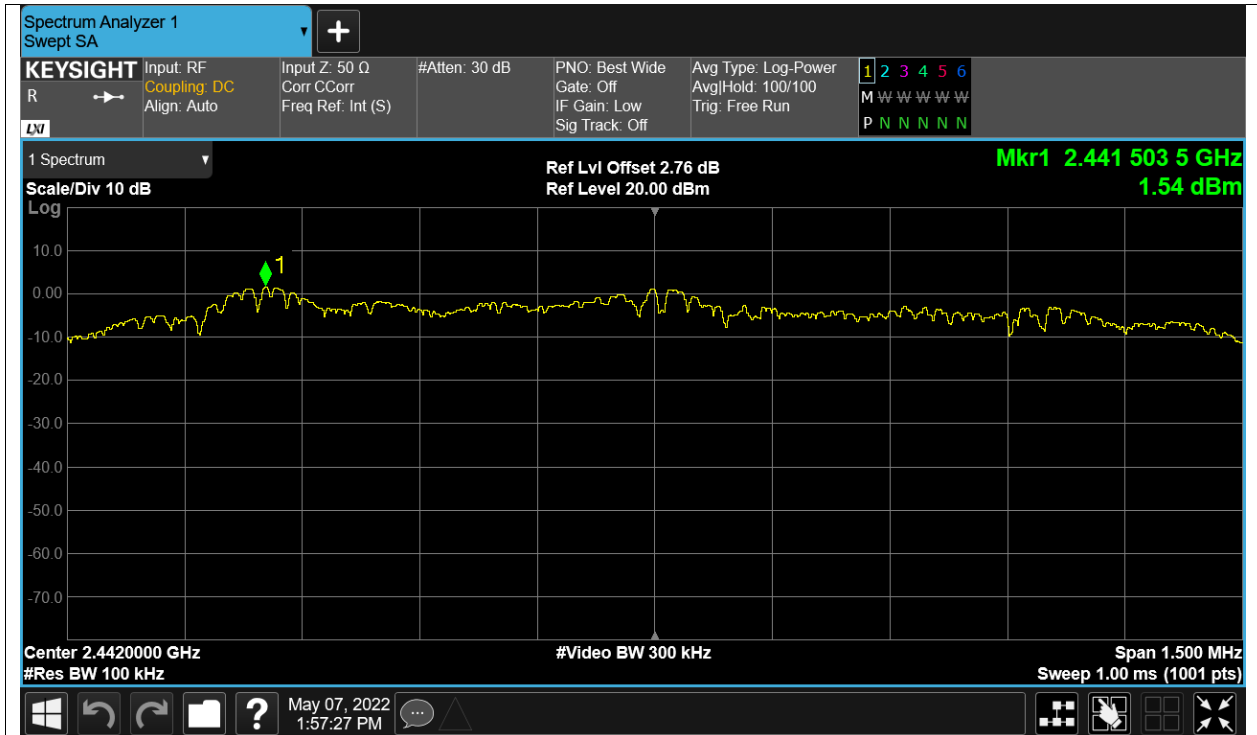 Spectrum Analyzer 1
Swept SA
▼
+
KEYSIGHT
R
LXI
Input: RF
Coupling: DC
Align: Auto
Input Z: 50 Ω
Corr CCorr
Freq Ref: Int (S)
#Atten: 30 dB
PNO: Best Wide
Gate: Off
IF Gain: Low
Sig Track: Off
Avg Type: Log-Power
Avg|Hold: 100/100
Trig: Free Run
1 2 3 4 5 6
M W W W W W
P N N N N N
1 Spectrum ▼
Scale/Div 10 dB
Ref Lvl Offset 2.76 dB
Ref Level 20.00 dBm
Mkr1 2.441 503 5 GHz
1.54 dBm
Log
10.0
1
0.00
-10.0
-20.0
-30.0
-40.0
-50.0
-60.0
-70.0
Center 2.4420000 GHz
#Res BW 100 kHz
#Video BW 300 kHz
Span 1.500 MHz
Sweep 1.00 ms (1001 pts)
?
May 07, 2022
1:57:27 PM